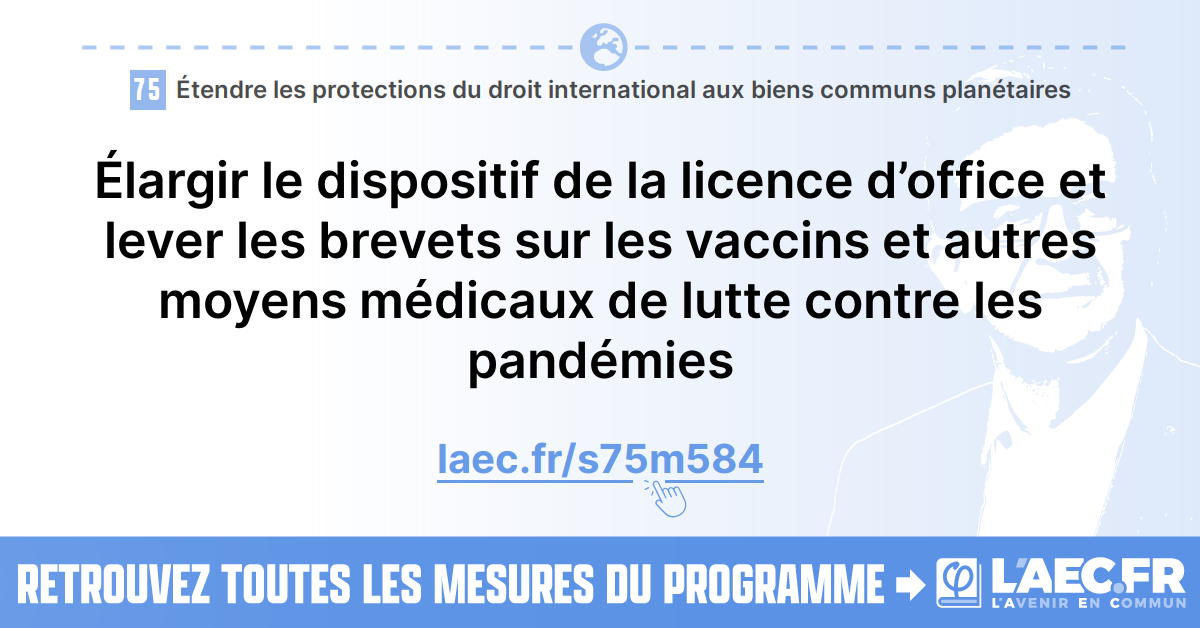 75 Étendre les protections du droit international aux biens communs planétaires
Élargir le dispositif de la licence d’office et
lever les brevets sur les vaccins et autres
moyens médicaux de lutte contre les
pandémies
laec.fr/s75m584
RETROUVEZ TOUTES LES MESURES DU PROGRAMME φ L'AEC.FR
L'AVENIR EN COMMUN